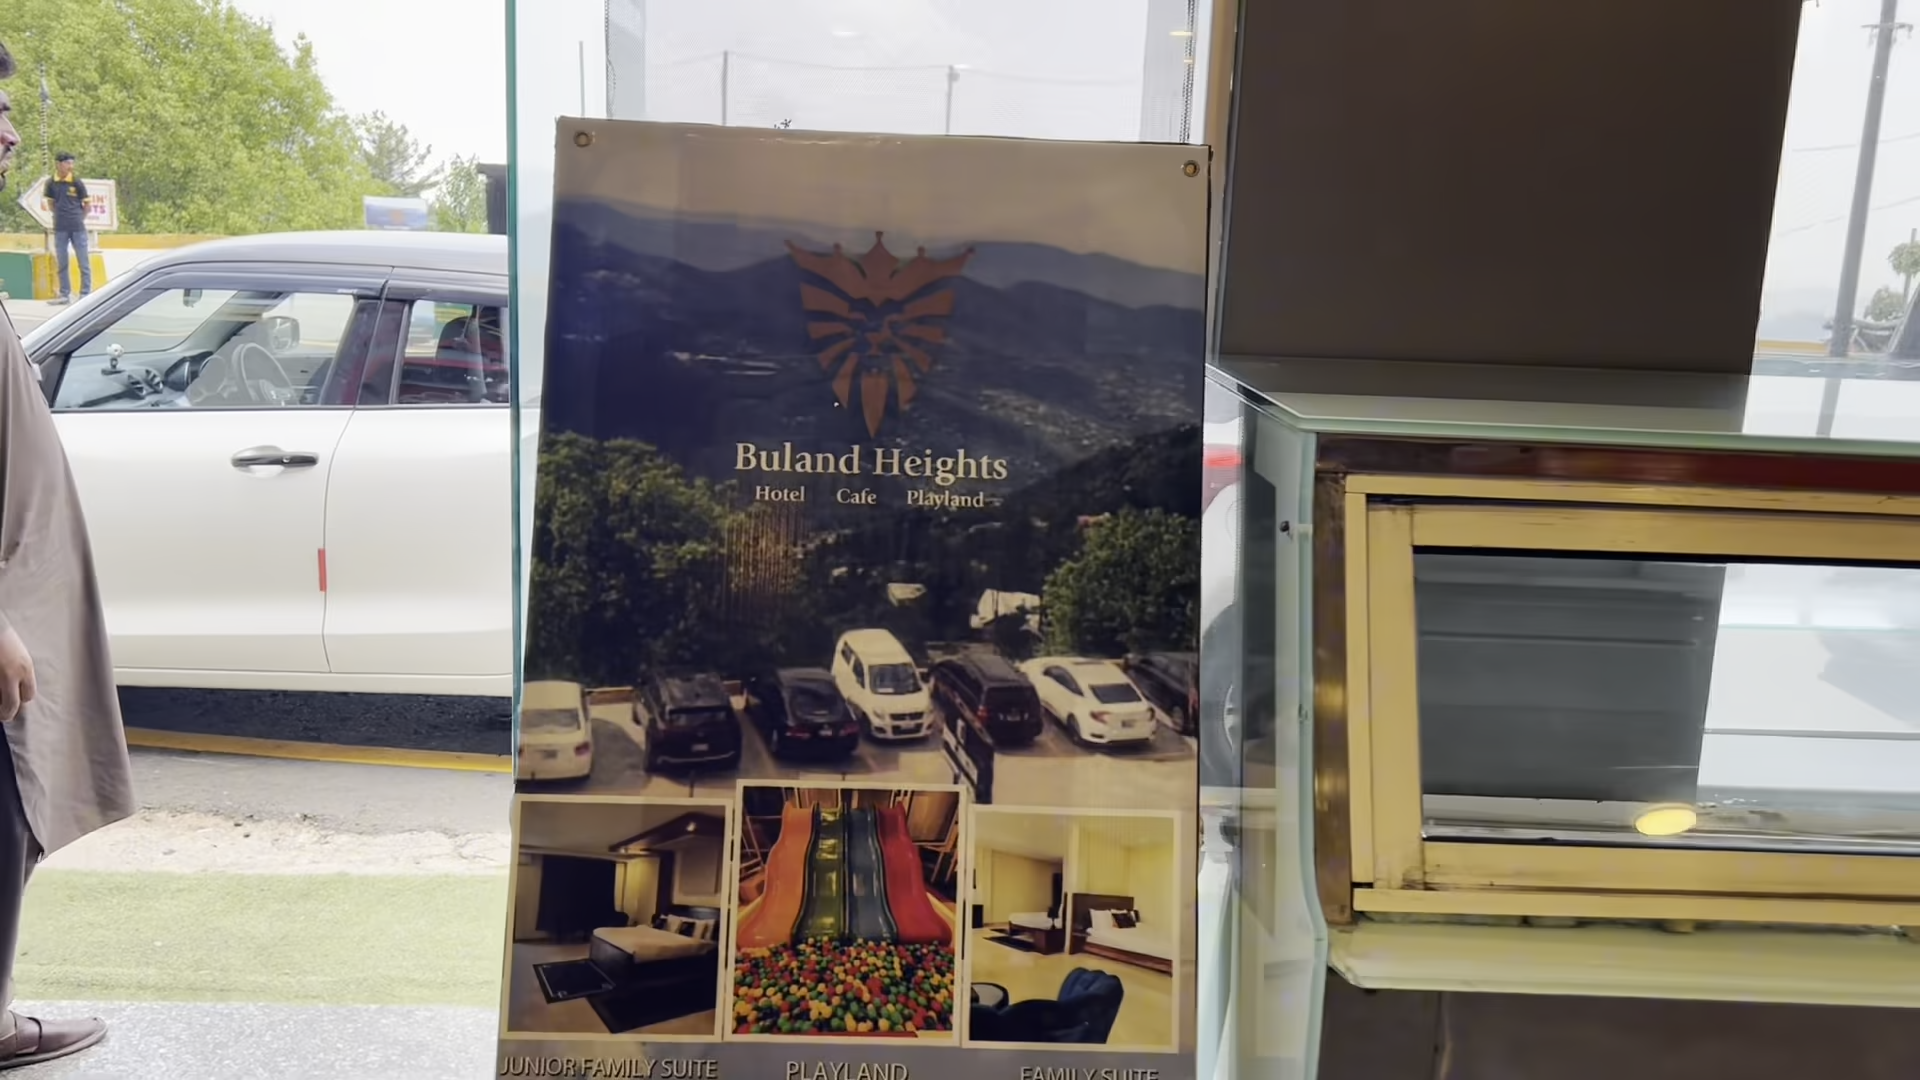 Buland Heights
Hotel Cafe Playland
JUNIOR FAMILY SUITE
PLAYLAND
FAMILY SUITE